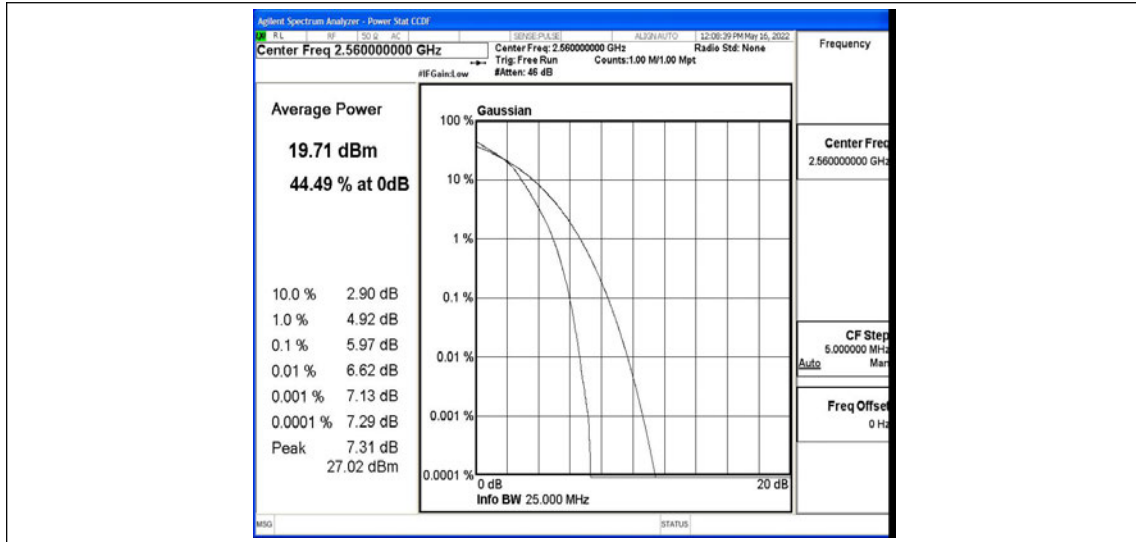 Agilent Spectrum Analyzer - Power Stat CCDF
RL RF 50 Ω AC SENSE:PULSE ALIGNAUTO 12:08:39 PM May 16, 2022
Center Freq 2.560000000 GHz
Center Freq: 2.560000000 GHz Radio Std: None
Trig: Free Run Counts:1.00 M/1.00 Mpt
#IFGain:Low #Atten: 46 dB
Frequency
Average Power
19.71 dBm
44.49 % at 0dB
10.0 % 2.90 dB
1.0 % 4.92 dB
0.1 % 5.97 dB
0.01 % 6.62 dB
0.001 % 7.13 dB
0.0001 % 7.29 dB
Peak 7.31 dB
27.02 dBm
Gaussian
100 %
10 %
1 %
0.1 %
0.01 %
0.001 %
0.0001 %
0 dB 20 dB
Info BW 25.000 MHz
Center Freq
2.560000000 GHz
CF Step
5.000000 MHz
Auto Man
Freq Offset
0 Hz
MSG STATUS